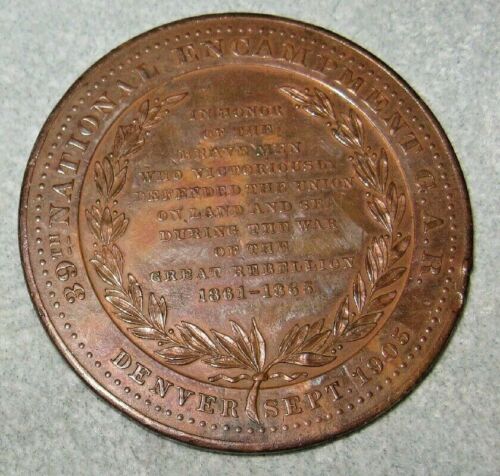 39TH NATIONAL ENCAMPMENT G.A.R.
IN HONOR
OF THE
BRAVE MEN
WHO VICTORIOUSLY
DEFENDED THE UNION
ON LAND AND SEA
DURING THE WAR
OF THE
GREAT REBELLION
1861-1865
DENVER SEPT. 1905